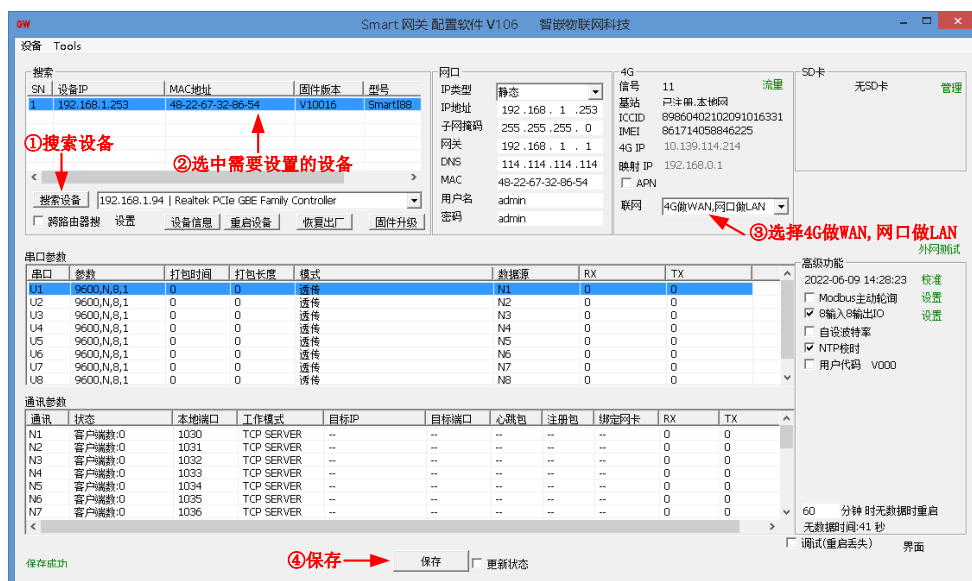 GW Smart 网关 配置软件 V106 智嵌物联网科技
设备 Tools
搜索
SN 设备IP MAC地址 固件版本 型号
1 192.168.1.253 48-22-67-32-86-54 V10016 SmartI88
①搜索设备
②选中需要设置的设备
搜索设备 192.168.1.94 | Realtek PCIe GBE Family Controller
跨路由器搜 设置 设备信息 重启设备 恢复出厂 固件升级
网口
IP类型 静态
IP地址 192 .168 . 1 .253
子网掩码 255 .255 .255 . 0
网关 192 .168 . 1 . 1
DNS 114 .114 .114 .114
MAC 48-22-67-32-86-54
用户名 admin
密码 admin
4G
信号 11 流量
基站 已注册.本地网
ICCID 89860402102091016331
IMEI 861714058846225
4G IP 10.139.114.214
映射 IP 192.168.0.1
APN
联网 4G做WAN,网口做LAN
③选择4G做WAN,网口做LAN
SD卡
无SD卡 管理
外网测试
串口参数
串口 参数 打包时间 打包长度 模式 数据源 RX TX
U1 9600,N,8,1 0 0 透传 N1 0 0
U2 9600,N,8,1 0 0 透传 N2 0 0
U3 9600,N,8,1 0 0 透传 N3 0 0
U4 9600,N,8,1 0 0 透传 N4 0 0
U5 9600,N,8,1 0 0 透传 N5 0 0
U6 9600,N,8,1 0 0 透传 N6 0 0
U7 9600,N,8,1 0 0 透传 N7 0 0
U8 9600,N,8,1 0 0 透传 N8 0 0
高级功能
2022-06-09 14:28:23 校准
Modbus主动轮询 设置
8输入8输出IO 设置
自设波特率
NTP校时
用户代码 V000
通讯参数
通讯 状态 本地端口 工作模式 目标IP 目标端口 心跳包 注册包 绑定网卡 RX TX
N1 客户端数:0 1030 TCP SERVER -- -- -- -- -- 0 0
N2 客户端数:0 1031 TCP SERVER -- -- -- -- -- 0 0
N3 客户端数:0 1032 TCP SERVER -- -- -- -- -- 0 0
N4 客户端数:0 1033 TCP SERVER -- -- -- -- -- 0 0
N5 客户端数:0 1034 TCP SERVER -- -- -- -- -- 0 0
N6 客户端数:0 1035 TCP SERVER -- -- -- -- -- 0 0
N7 客户端数:0 1036 TCP SERVER -- -- -- -- -- 0 0
60 分钟 时无数据时重启
无数据时间:41 秒
调试(重启丢失) 界面
保存成功 ④保存 保存 更新状态